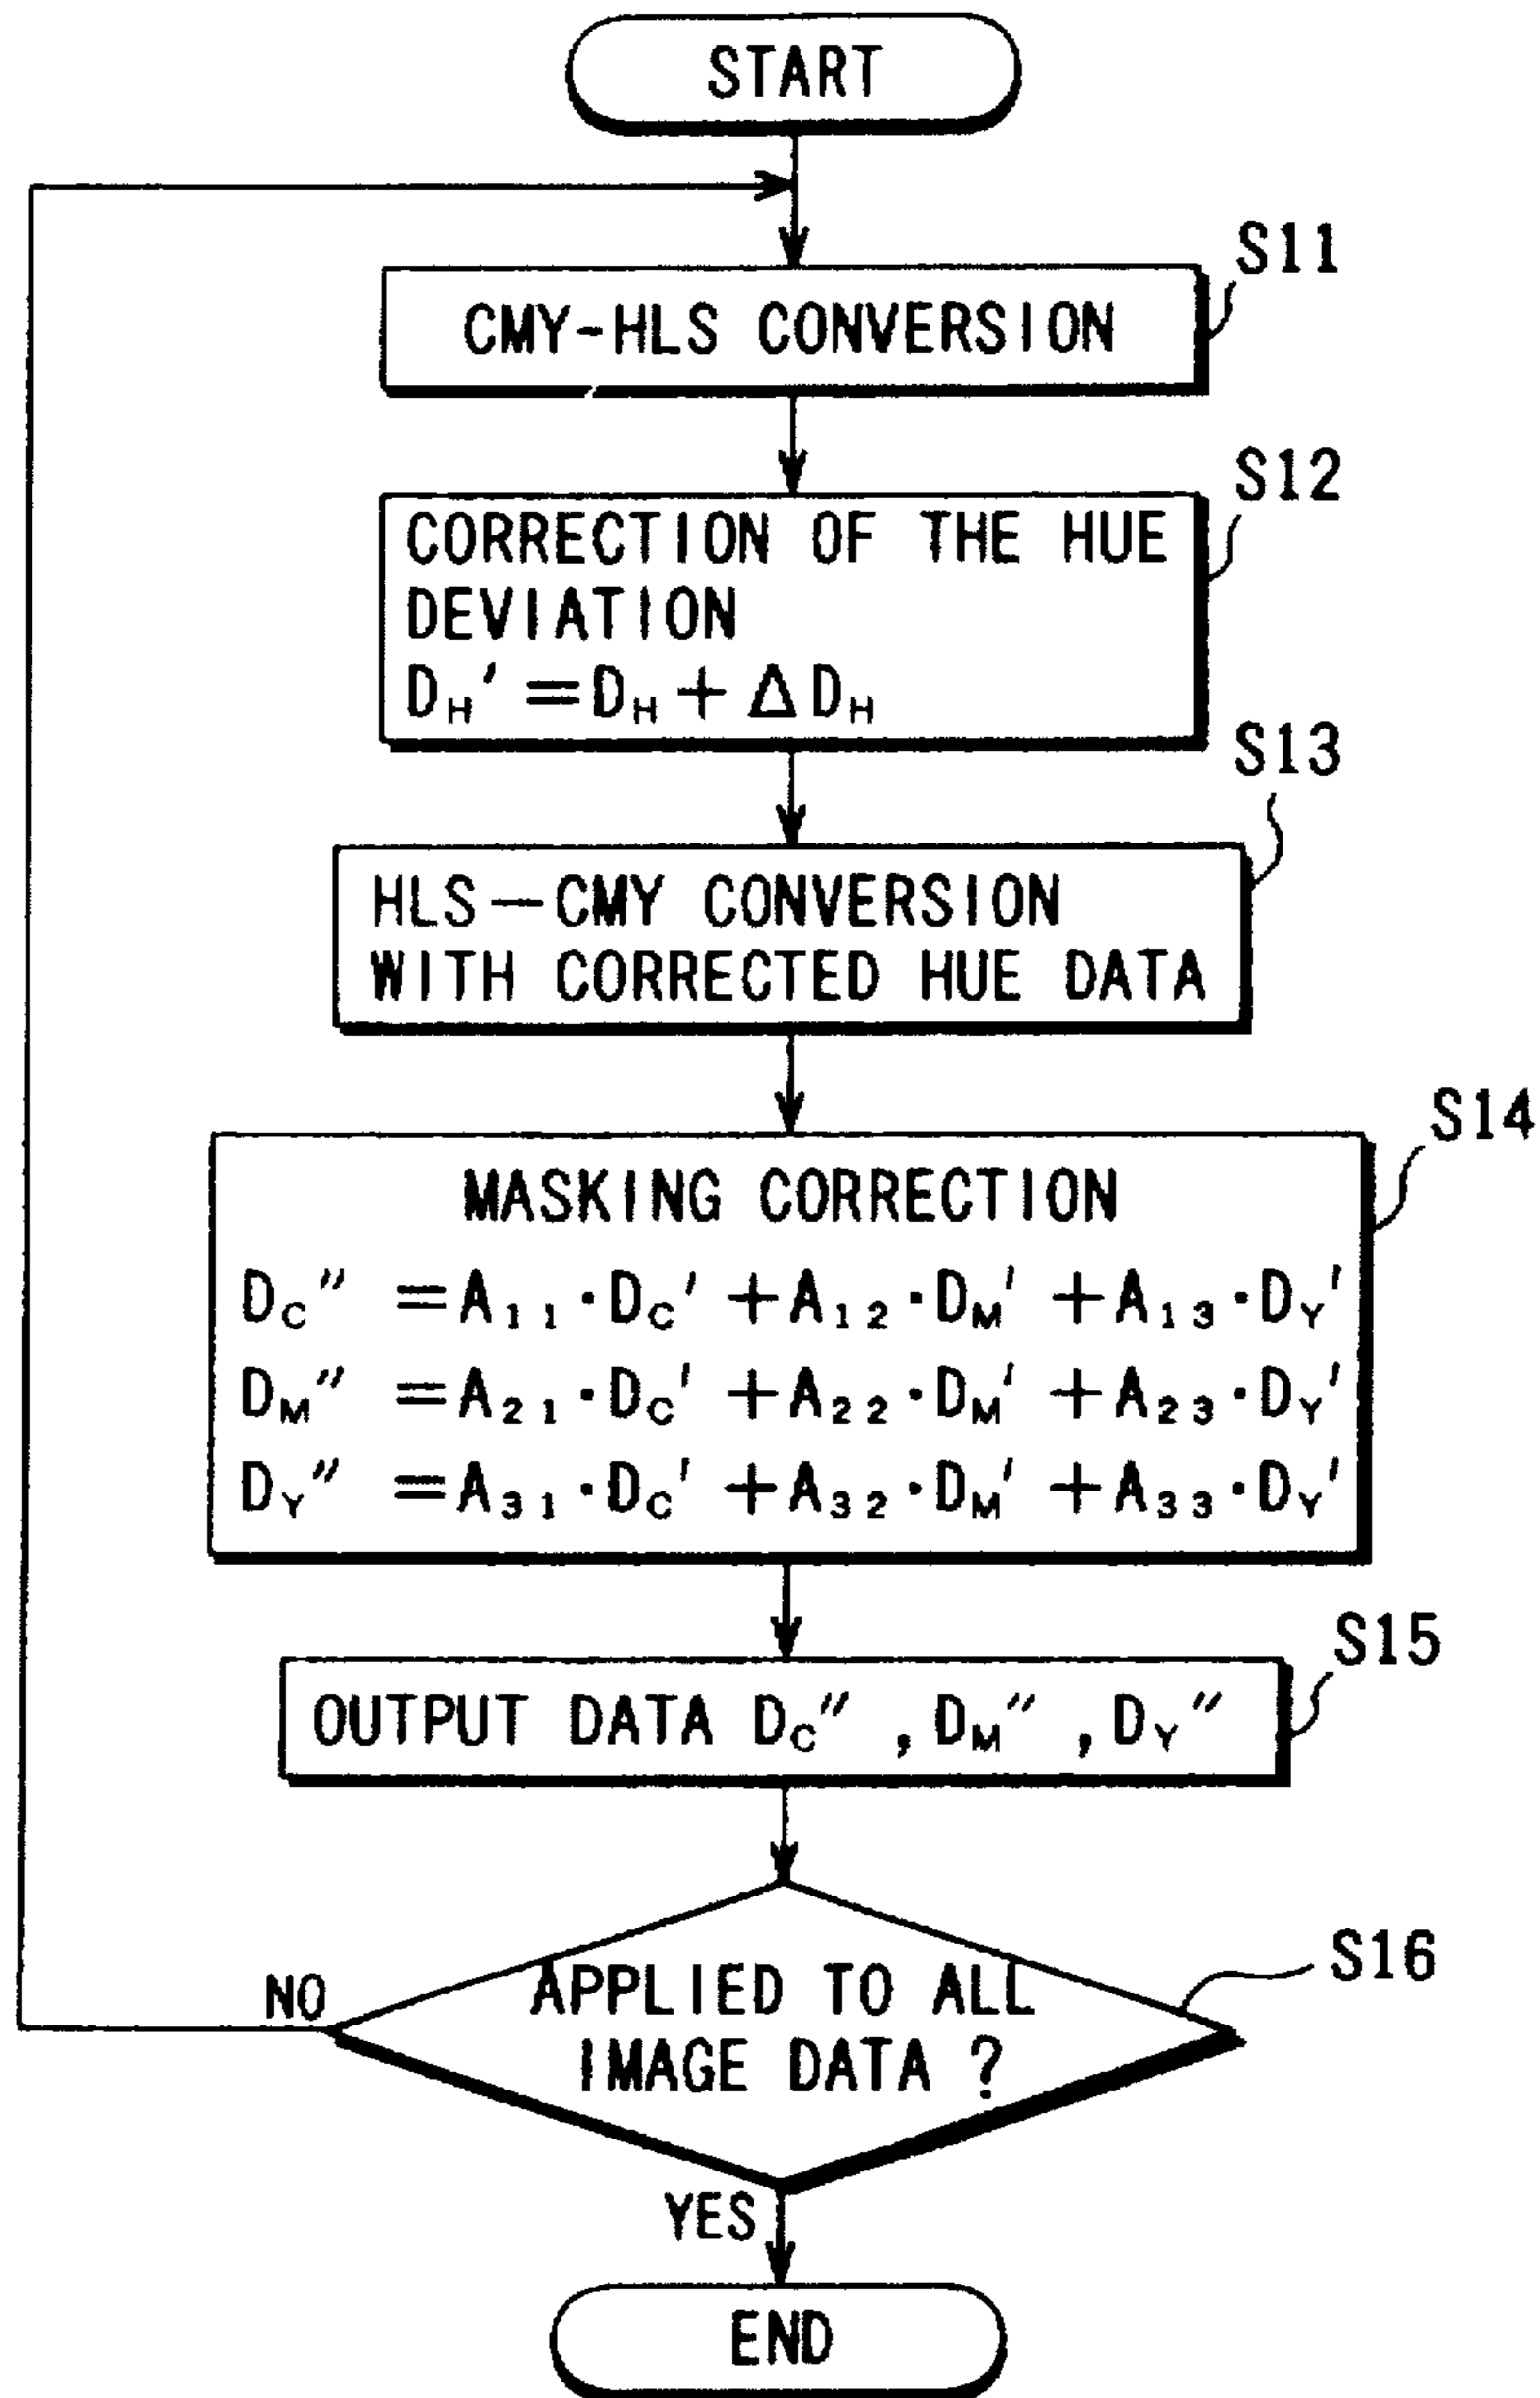 START
S11
CMY-HLS CONVERSION
S12
CORRECTION OF THE HUE
DEVIATION
D_H' = D_H + Δ D_H
S13
HLS—CMY CONVERSION
WITH CORRECTED HUE DATA
S14
MASKING CORRECTION
D_C'' = A_11・D_C' + A_12・D_M' + A_13・D_Y'
D_M'' = A_21・D_C' + A_22・D_M' + A_23・D_Y'
D_Y'' = A_31・D_C' + A_32・D_M' + A_33・D_Y'
S15
OUTPUT DATA D_C'' , D_M'' , D_Y''
S16
NO
APPLIED TO ALL
IMAGE DATA ?
YES
END